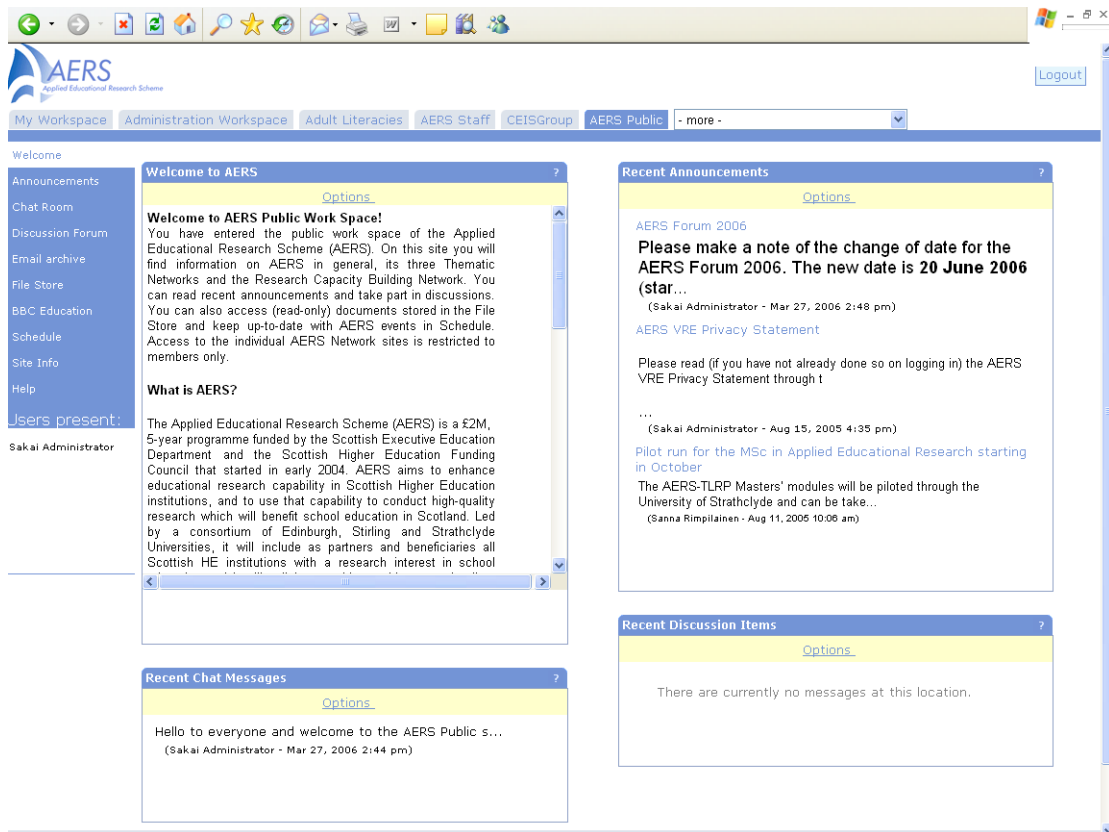 AERS
Applied Educational Research Scheme
Logout
My Workspace
Administration Workspace
Adult Literacies
AERS Staff
CEISGroup
AERS Public
- more -
Welcome
Announcements
Chat Room
Discussion Forum
Email archive
File Store
BBC Education
Schedule
Site Info
Help
Users present:
Sakai Administrator
Welcome to AERS ?
Options
Welcome to AERS Public Work Space!
You have entered the public work space of the Applied
Educational Research Scheme (AERS). On this site you will
find information on AERS in general, its three Thematic
Networks and the Research Capacity Building Network. You
can read recent announcements and take part in discussions.
You can also access (read-only) documents stored in the File
Store and keep up-to-date with AERS events in Schedule.
Access to the individual AERS Network sites is restricted to
members only.
What is AERS?
The Applied Educational Research Scheme (AERS) is a £2M,
5-year programme funded by the Scottish Executive Education
Department and the Scottish Higher Education Funding
Council that started in early 2004. AERS aims to enhance
educational research capability in Scottish Higher Education
institutions, and to use that capability to conduct high-quality
research which will benefit school education in Scotland. Led
by a consortium of Edinburgh, Stirling and Strathclyde
Universities, it will include as partners and beneficiaries all
Scottish HE institutions with a research interest in school
Recent Chat Messages ?
Options
Hello to everyone and welcome to the AERS Public s...
(Sakai Administrator - Mar 27, 2006 2:44 pm)
Recent Announcements ?
Options
AERS Forum 2006
Please make a note of the change of date for the
AERS Forum 2006. The new date is 20 June 2006
(star...
(Sakai Administrator - Mar 27, 2006 2:48 pm)
AERS VRE Privacy Statement
Please read (if you have not already done so on logging in) the AERS
VRE Privacy Statement through t
...
(Sakai Administrator - Aug 15, 2005 4:35 pm)
Pilot run for the MSc in Applied Educational Research starting
in October
The AERS-TLRP Masters' modules will be piloted through the
University of Strathclyde and can be take...
(Sanna Rimpilainen - Aug 11, 2005 10:06 am)
Recent Discussion Items ?
Options
There are currently no messages at this location.